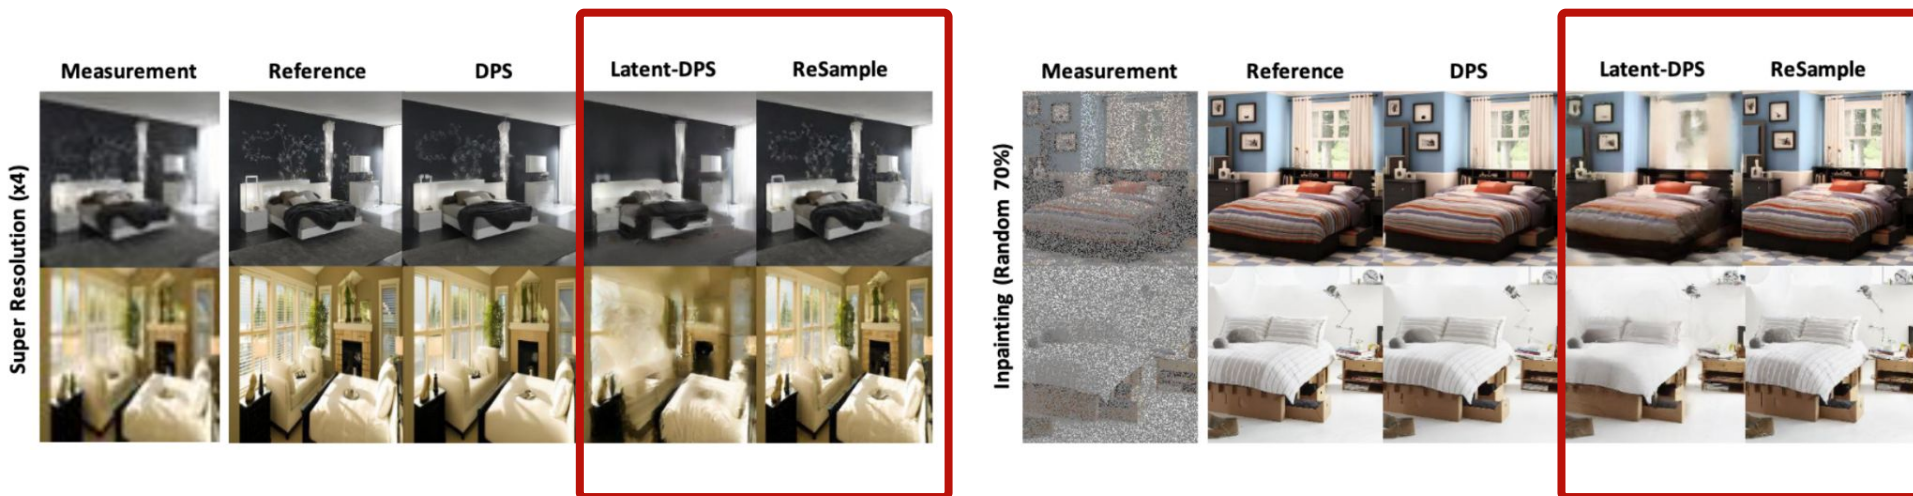 Measurement Reference DPS Latent-DPS ReSample
Super Resolution (x4)
Measurement Reference DPS Latent-DPS ReSample
Inpainting (Random 70%)